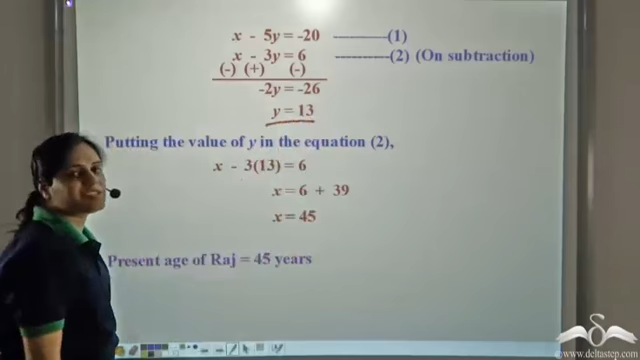 x - 5y = -20 ----------(1)
x - 3y = 6 ----------(2) (On subtraction)
(-) (+) (-)
-2y = -26
y = 13
Putting the value of y in the equation (2),
x - 3(13) = 6
x = 6 + 39
x = 45
Present age of Raj = 45 years
©www.deltastep.com